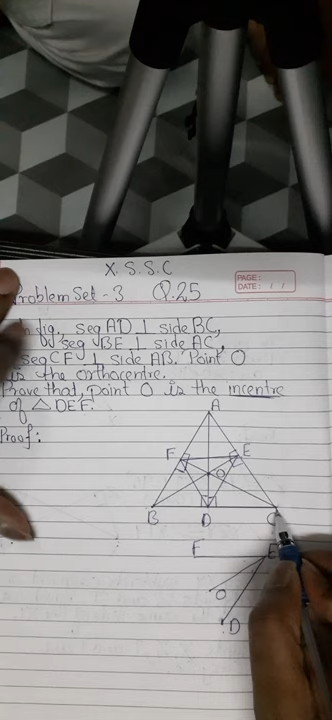 X. S. S. C
PAGE :
DATE : / /
Problem Set - 3 Q. 25
In fig., seg AD ⊥ side BC,
seg BE ⊥ side AC,
seg CF ⊥ side AB. Point O
is the orthocentre.
Prove that, point O is the incentre
of △DEF.
Proof :
A
F
E
O
B
D
C
F
E
O
D